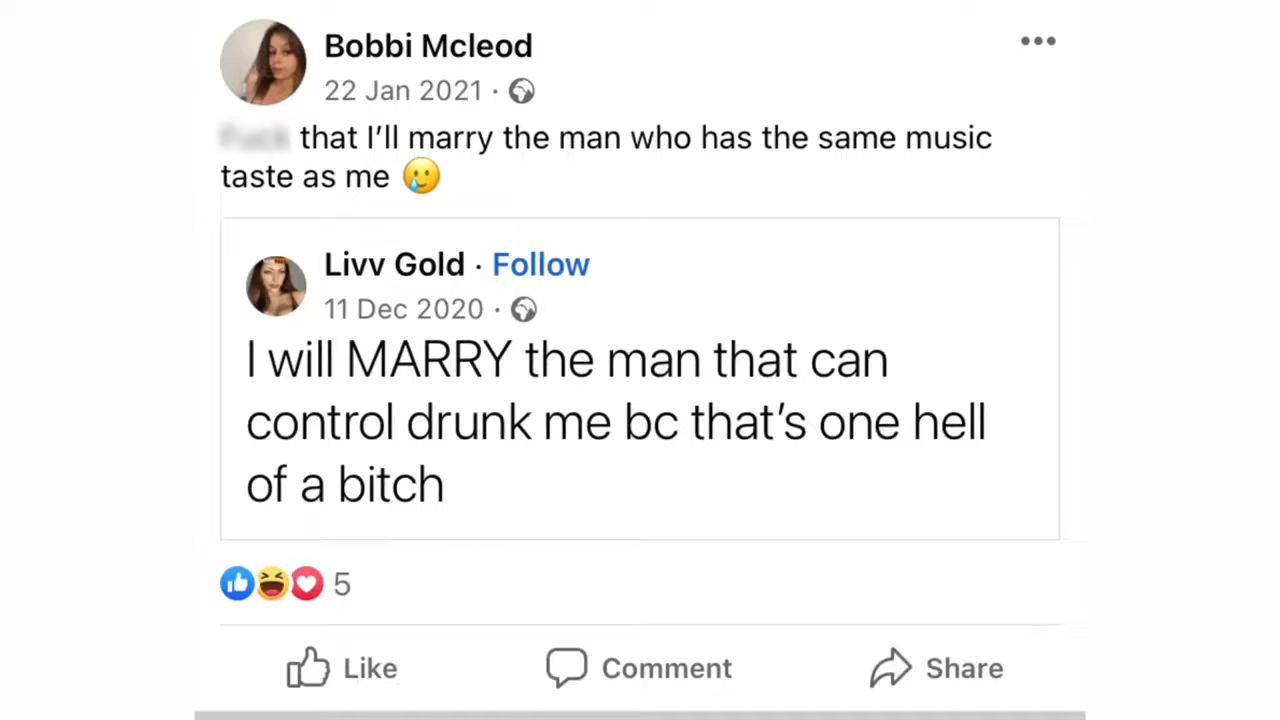 Bobbi Mcleod
22 Jan 2021 ·
that I'll marry the man who has the same music
taste as me 🥲
Livv Gold · Follow
11 Dec 2020 ·
I will MARRY the man that can
control drunk me bc that's one hell
of a bitch
5
Like Comment Share